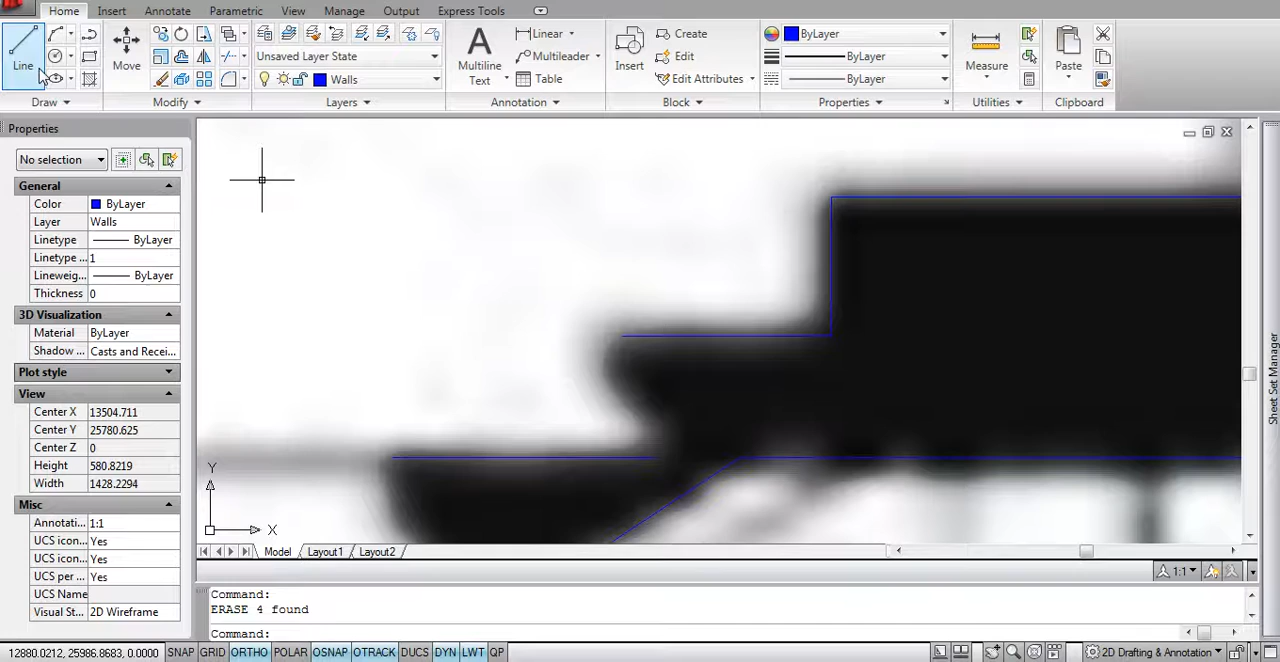 Home Insert Annotate Parametric View Manage Output Express Tools
Line Move Unsaved Layer State Walls Multiline Text Linear Multileader Table Insert Create Edit Edit Attributes ByLayer ByLayer ByLayer Measure Paste
Draw Modify Layers Annotation Block Properties Utilities Clipboard
Properties
No selection
General
Color ByLayer
Layer Walls
Linetype ByLayer
Linetype ... 1
Lineweig... ByLayer
Thickness 0
3D Visualization
Material ByLayer
Shadow ... Casts and Recei...
Plot style
View
Center X 13504.711
Center Y 25780.625
Center Z 0
Height 580.8219
Width 1428.2294
Misc
Annotati... 1:1
UCS icon... Yes
UCS icon... Yes
UCS per ... Yes
UCS Name
Visual St... 2D Wireframe
Y
X
Model Layout1 Layout2
1:1
Command:
ERASE 4 found
Command:
Sheet Set Manager
12880.0212, 25986.8683, 0.0000 SNAP GRID ORTHO POLAR OSNAP OTRACK DUCS DYN LWT QP 2D Drafting & Annotation